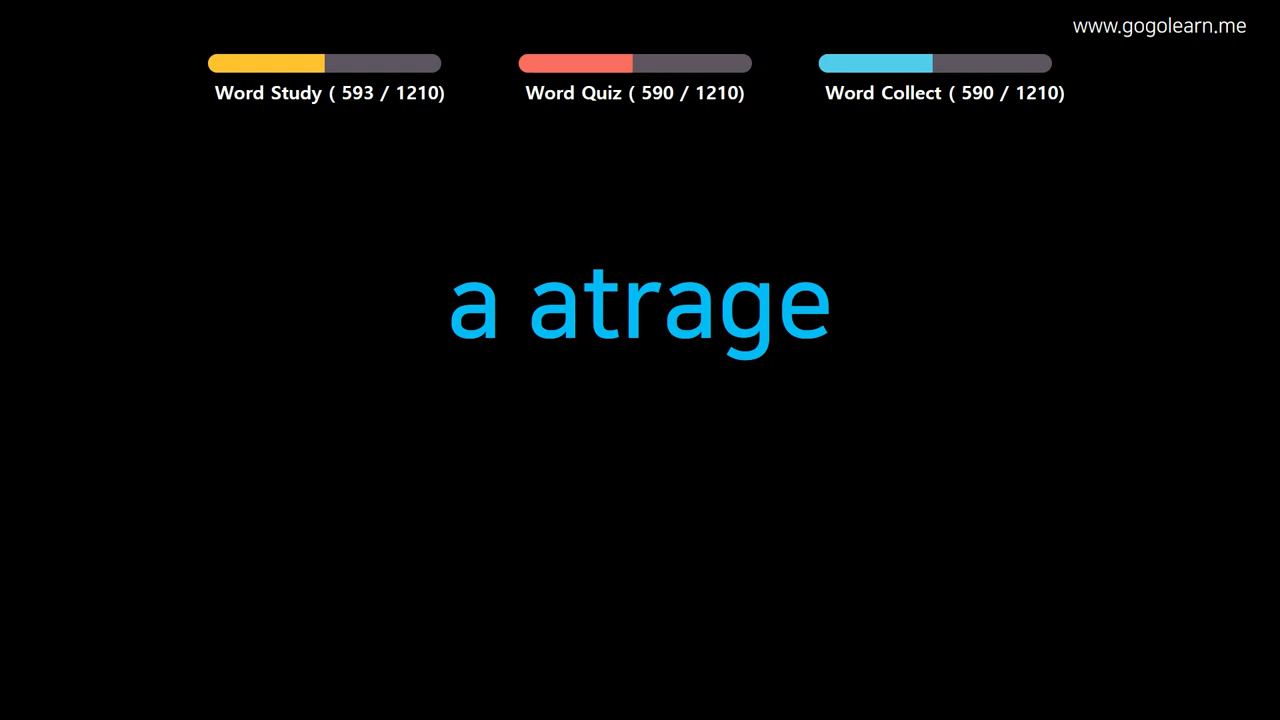 www.gogolearn.me
Word Study ( 593 / 1210)
Word Quiz ( 590 / 1210)
Word Collect ( 590 / 1210)
a atrage